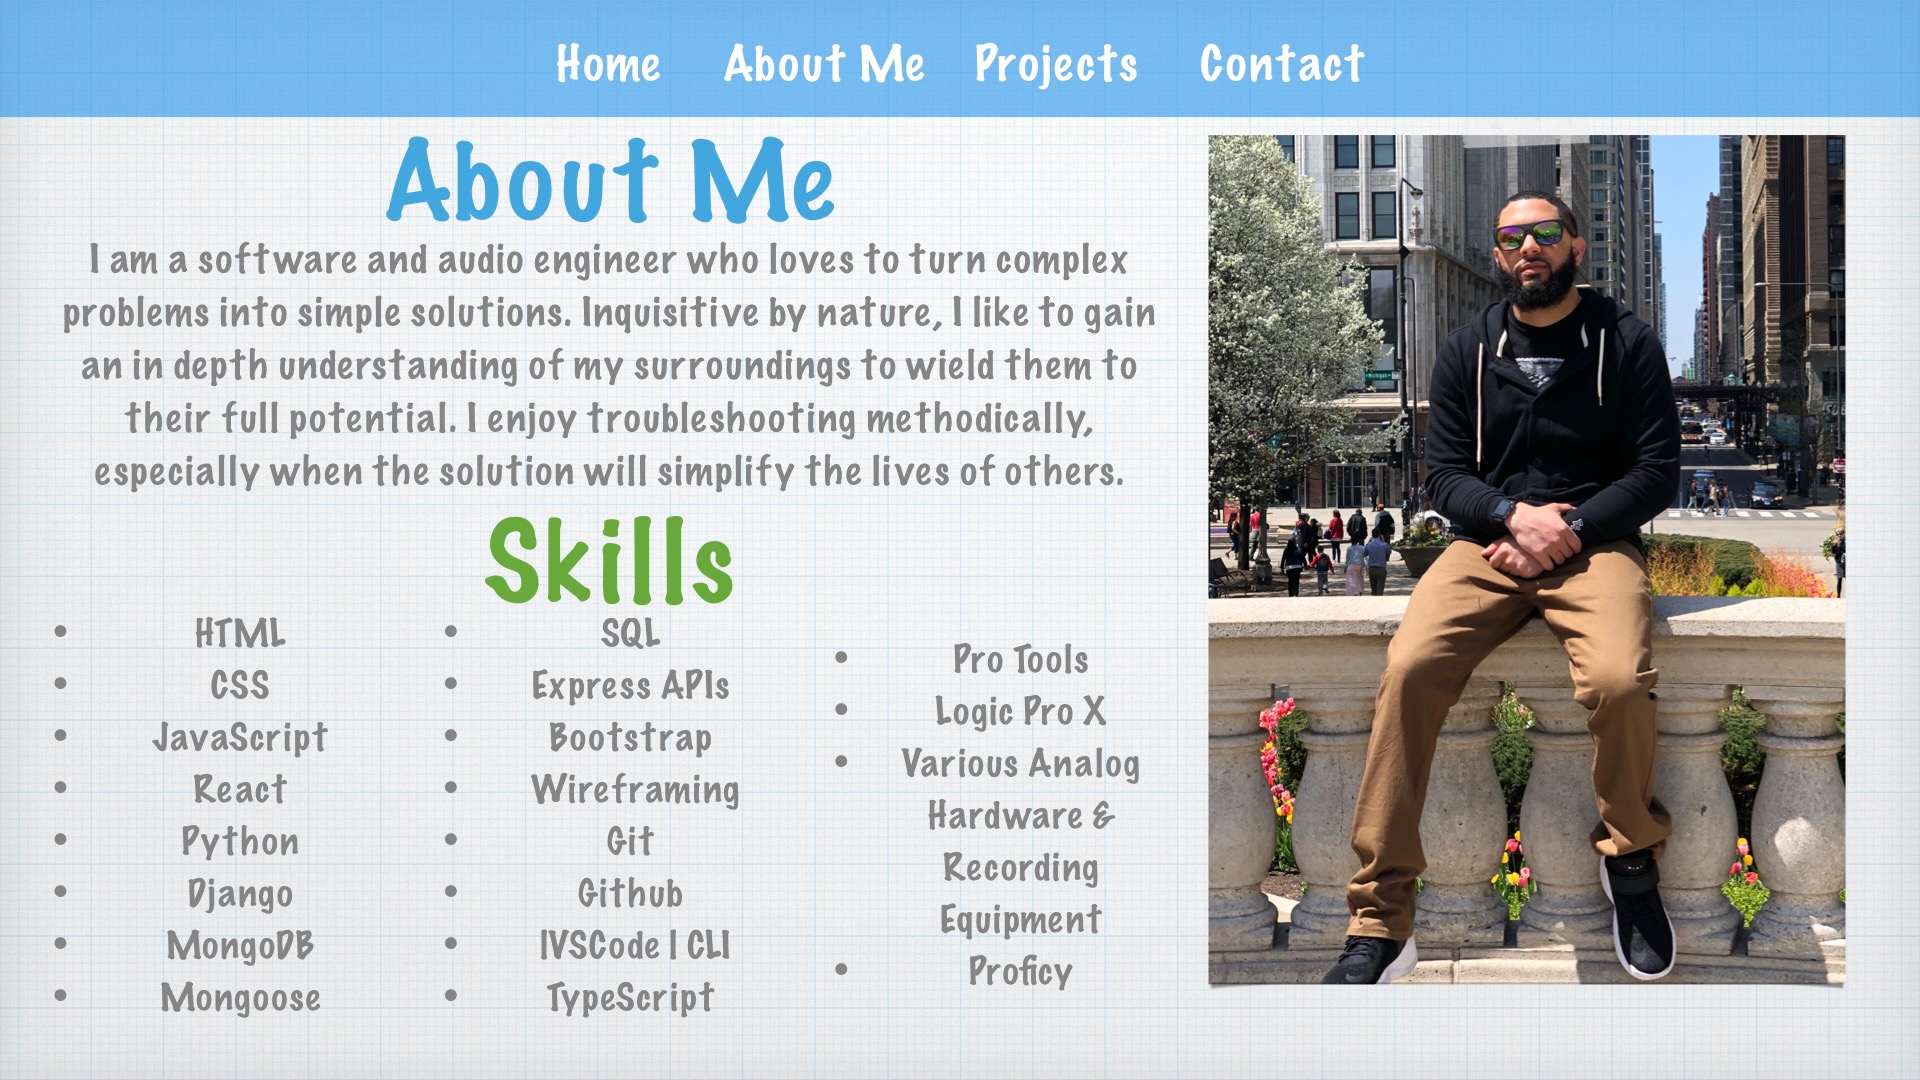 Home About Me Projects Contact
About Me
I am a software and audio engineer who loves to turn complex
problems into simple solutions. Inquisitive by nature, I like to gain
an in depth understanding of my surroundings to wield them to
their full potential. I enjoy troubleshooting methodically,
especially when the solution will simplify the lives of others.
Skills
• HTML
• CSS
• JavaScript
• React
• Python
• Django
• MongoDB
• Mongoose
• SQL
• Express APIs
• Bootstrap
• Wireframing
• Git
• Github
• |VSCode | CLI
• TypeScript
• Pro Tools
• Logic Pro X
• Various Analog
Hardware &
Recording
Equipment
• Proficy
Michigan